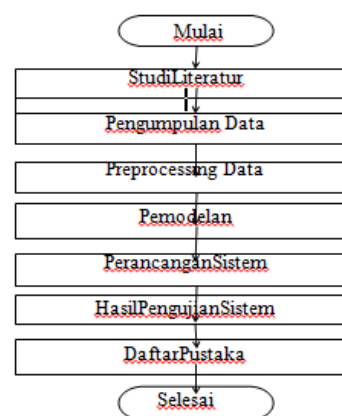 Mulai
StudiLiteratur
Pengumpulan Data
Preprocessing Data
Pemodelan
PerancanganSistem
HasilPengujianSistem
DaftarPustaka
Selesai